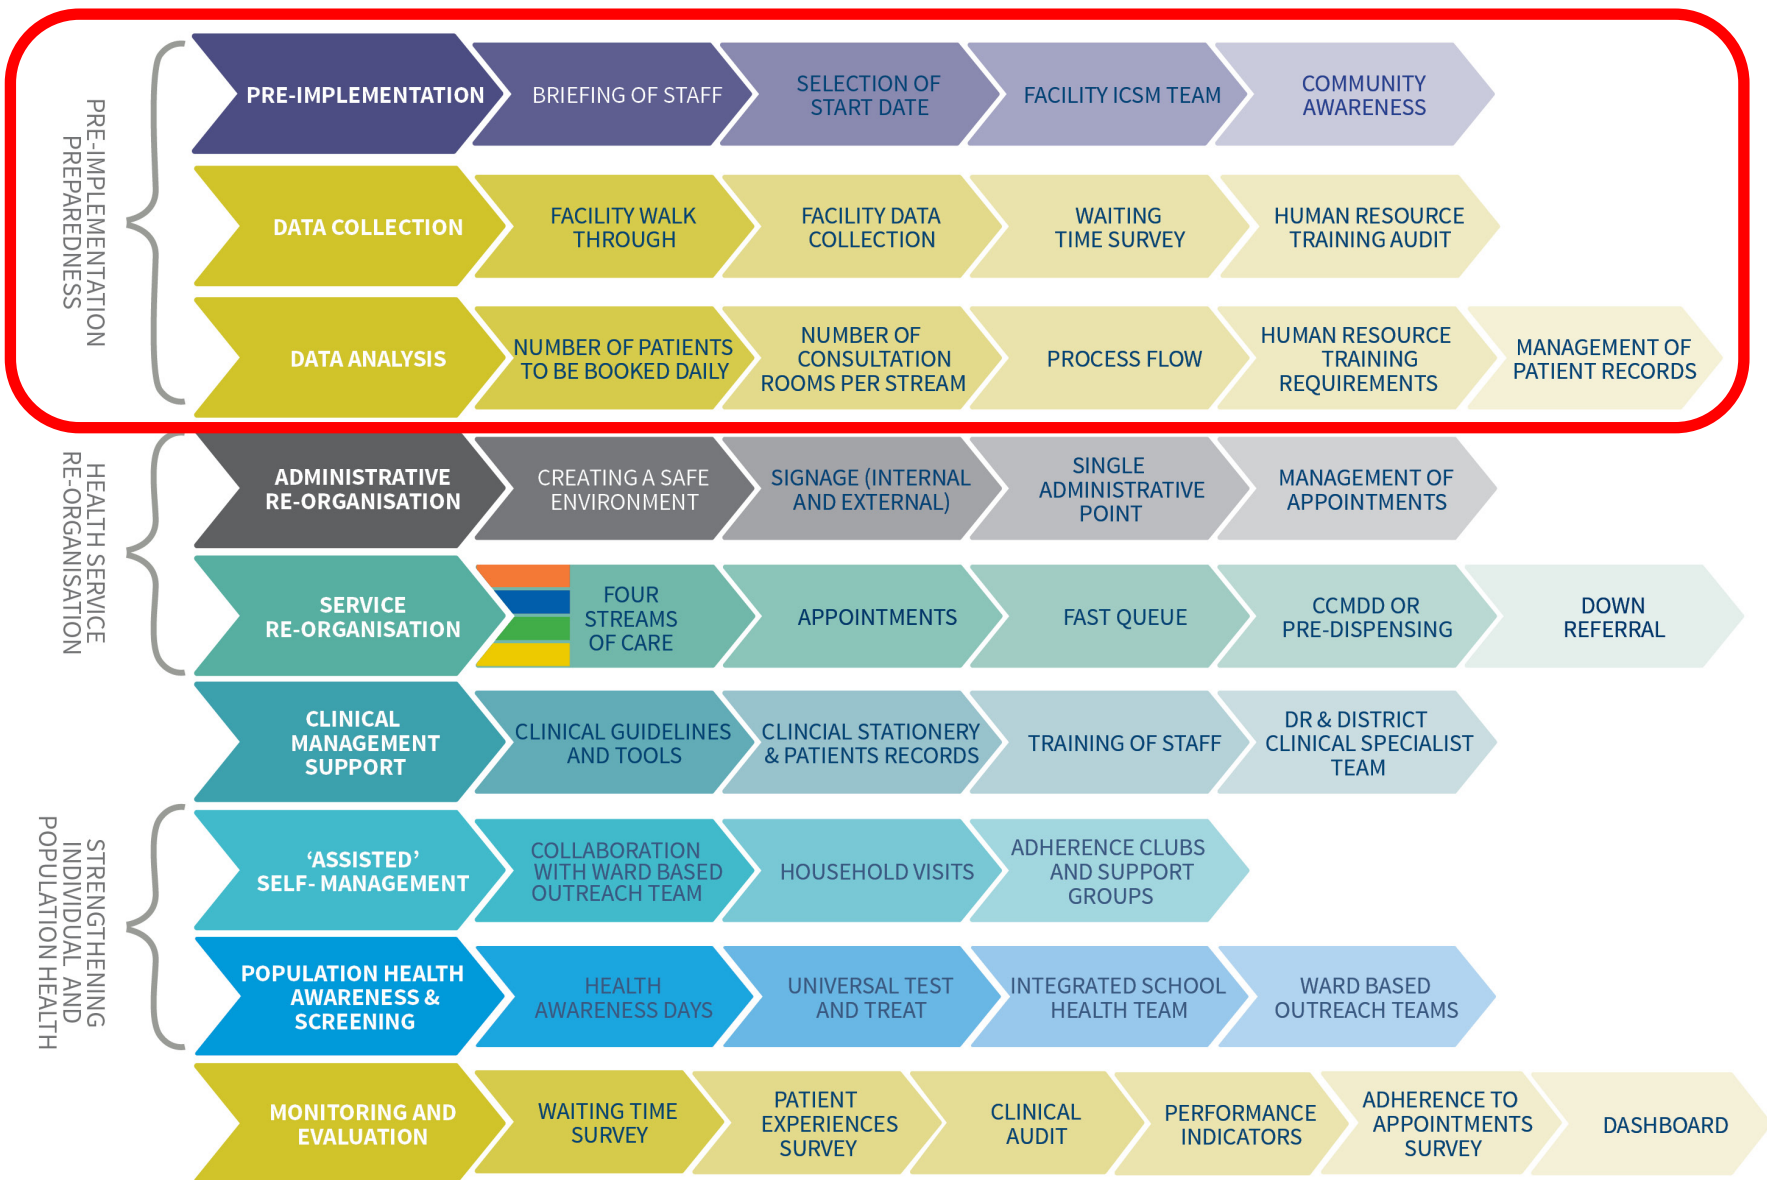 PRE-IMPLEMENTATION
PREPAREDNESS
PRE-IMPLEMENTATION
BRIEFING OF STAFF
SELECTION OF
START DATE
FACILITY ICSM TEAM
COMMUNITY
AWARENESS
DATA COLLECTION
FACILITY WALK
THROUGH
FACILITY DATA
COLLECTION
WAITING
TIME SURVEY
HUMAN RESOURCE
TRAINING AUDIT
DATA ANALYSIS
NUMBER OF PATIENTS
TO BE BOOKED DAILY
NUMBER OF
CONSULTATION
ROOMS PER STREAM
PROCESS FLOW
HUMAN RESOURCE
TRAINING
REQUIREMENTS
MANAGEMENT OF
PATIENT RECORDS
HEALTH SERVICE
RE-ORGANISATION
ADMINISTRATIVE
RE-ORGANISATION
CREATING A SAFE
ENVIRONMENT
SIGNAGE (INTERNAL
AND EXTERNAL)
SINGLE
ADMINISTRATIVE
POINT
MANAGEMENT OF
APPOINTMENTS
SERVICE
RE-ORGANISATION
FOUR
STREAMS
OF CARE
APPOINTMENTS
FAST QUEUE
CCMDD OR
PRE-DISPENSING
DOWN
REFERRAL
CLINICAL
MANAGEMENT
SUPPORT
CLINICAL GUIDELINES
AND TOOLS
CLINCIAL STATIONERY
& PATIENTS RECORDS
TRAINING OF STAFF
DR & DISTRICT
CLINICAL SPECIALIST
TEAM
STRENGTHENING
INDIVIDUAL AND
POPULATION HEALTH
‘ASSISTED’
SELF- MANAGEMENT
COLLABORATION
WITH WARD BASED
OUTREACH TEAM
HOUSEHOLD VISITS
ADHERENCE CLUBS
AND SUPPORT
GROUPS
POPULATION HEALTH
AWARENESS &
SCREENING
HEALTH
AWARENESS DAYS
UNIVERSAL TEST
AND TREAT
INTEGRATED SCHOOL
HEALTH TEAM
WARD BASED
OUTREACH TEAMS
MONITORING AND
EVALUATION
WAITING TIME
SURVEY
PATIENT
EXPERIENCES
SURVEY
CLINICAL
AUDIT
PERFORMANCE
INDICATORS
ADHERENCE TO
APPOINTMENTS
SURVEY
DASHBOARD